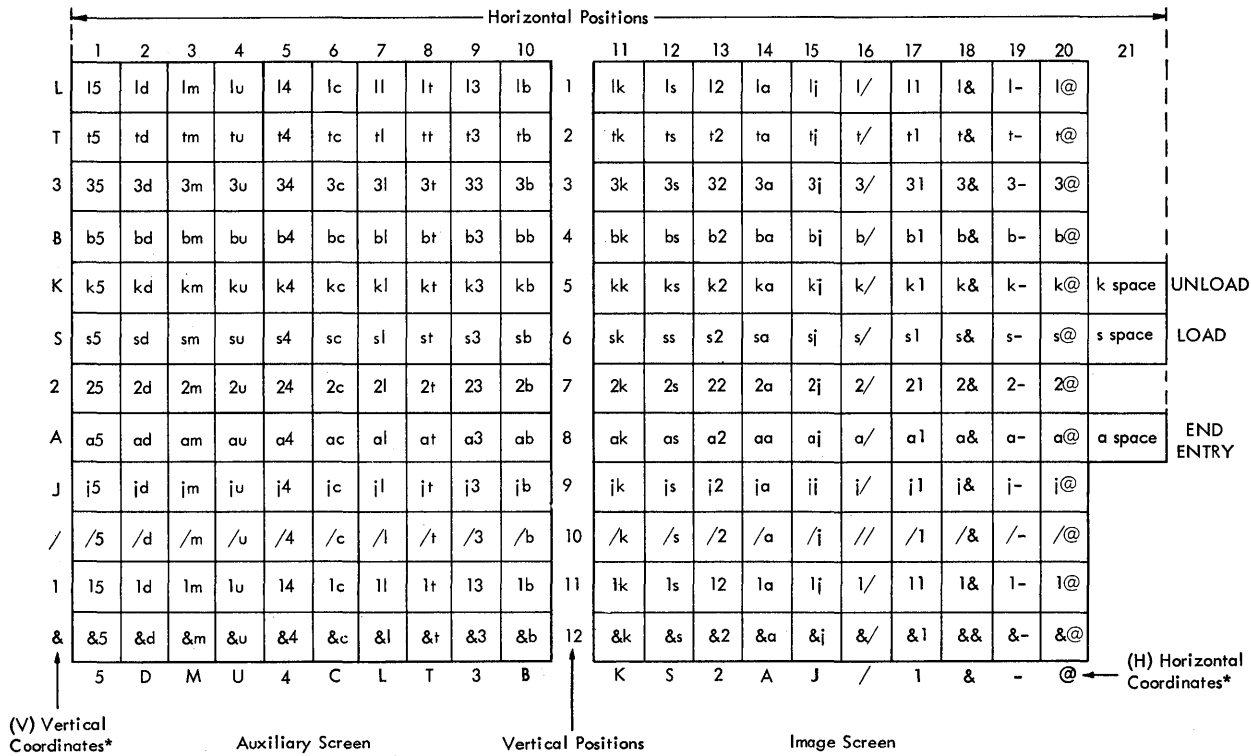 Horizontal Positions
1 2 3 4 5 6 7 8 9 10 11 12 13 14 15 16 17 18 19 20 21
L l5 ld lm lu l4 lc ll lt l3 lb 1 lk ls l2 la lj l/ l1 l& l- l@
T t5 td tm tu t4 tc tl tt t3 tb 2 tk ts t2 ta tj t/ t1 t& t- t@
3 35 3d 3m 3u 34 3c 3l 3t 33 3b 3 3k 3s 32 3a 3j 3/ 31 3& 3- 3@
B b5 bd bm bu b4 bc bl bt b3 bb 4 bk bs b2 ba bj b/ b1 b& b- b@
K k5 kd km ku k4 kc kl kt k3 kb 5 kk ks k2 ka kj k/ k1 k& k- k@ k space UNLOAD
S s5 sd sm su s4 sc sl st s3 sb 6 sk ss s2 sa sj s/ s1 s& s- s@ s space LOAD
2 25 2d 2m 2u 24 2c 2l 2t 23 2b 7 2k 2s 22 2a 2j 2/ 21 2& 2- 2@
A a5 ad am au a4 ac al at a3 ab 8 ak as a2 aa aj a/ a1 a& a- a@ a space END ENTRY
J j5 jd jm ju j4 jc jl jt j3 jb 9 jk js j2 ja jj j/ j1 j& j- j@
/ /5 /d /m /u /4 /c /l /t /3 /b 10 /k /s /2 /a /j // /1 /& /- /@
1 15 1d 1m 1u 14 1c 1l 1t 13 1b 11 1k 1s 12 1a 1j 1/ 11 1& 1- 1@
& &5 &d &m &u &4 &c &l &t &3 &b 12 &k &s &2 &a &j &/ &1 && &- &@
5 D M U 4 C L T 3 B K S 2 A J / 1 & - @ (H) Horizontal
Coordinates*
(V) Vertical
Coordinates* Auxiliary Screen Vertical Positions Image Screen